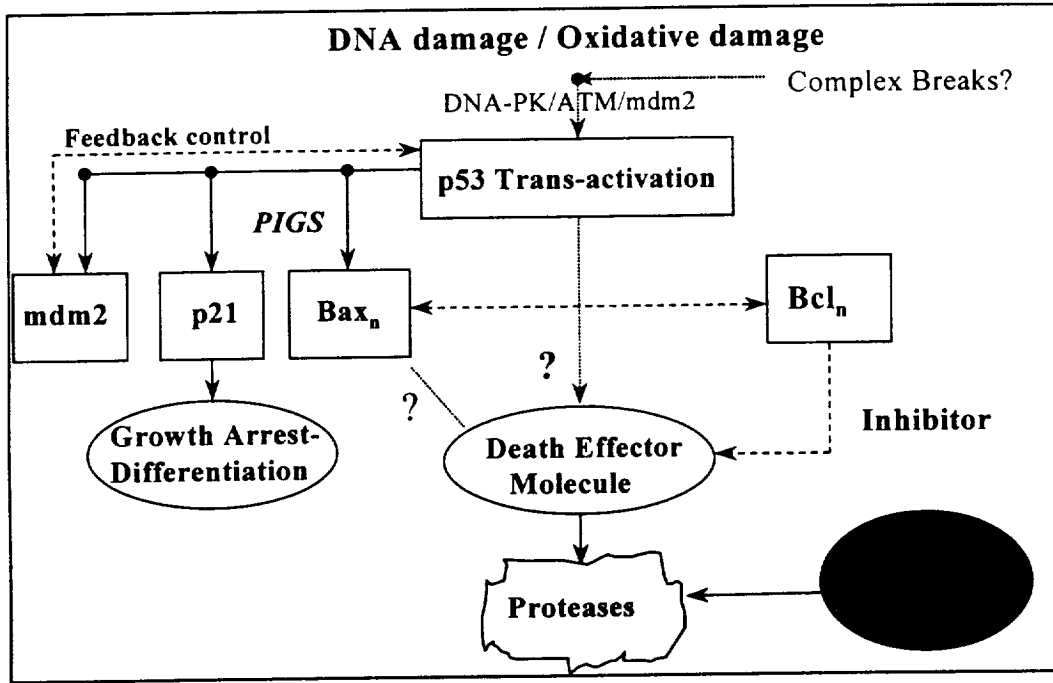 DNA damage / Oxidative damage
Complex Breaks?
DNA-PK/ATM/mdm2
Feedback control
p53 Trans-activation
PIGS
mdm2
p21
Baxn
Bcln
?
?
Inhibitor
Growth Arrest-
Differentiation
Death Effector
Molecule
Proteases